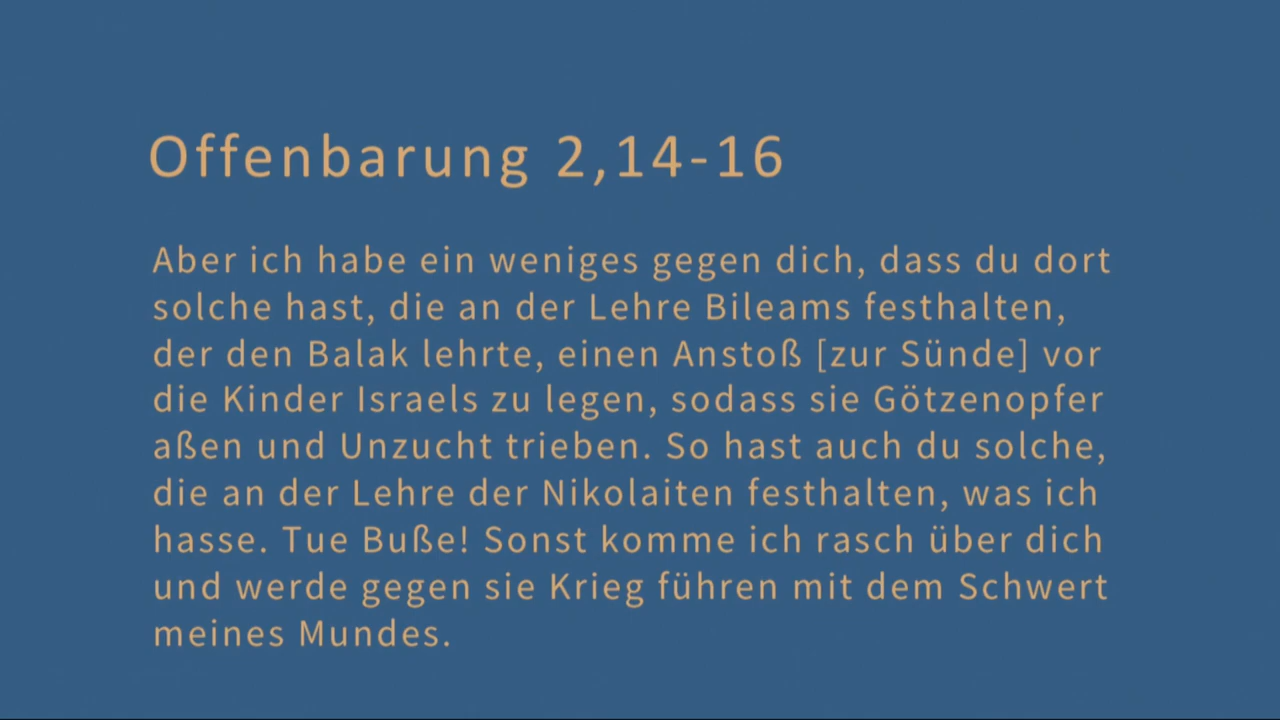 Offenbarung 2,14-16
Aber ich habe ein weniges gegen dich, dass du dort
solche hast, die an der Lehre Bileams festhalten,
der den Balak lehrte, einen Anstoß [zur Sünde] vor
die Kinder Israels zu legen, sodass sie Götzenopfer
aßen und Unzucht trieben. So hast auch du solche,
die an der Lehre der Nikolaiten festhalten, was ich
hasse. Tue Buße! Sonst komme ich rasch über dich
und werde gegen sie Krieg führen mit dem Schwert
meines Mundes.